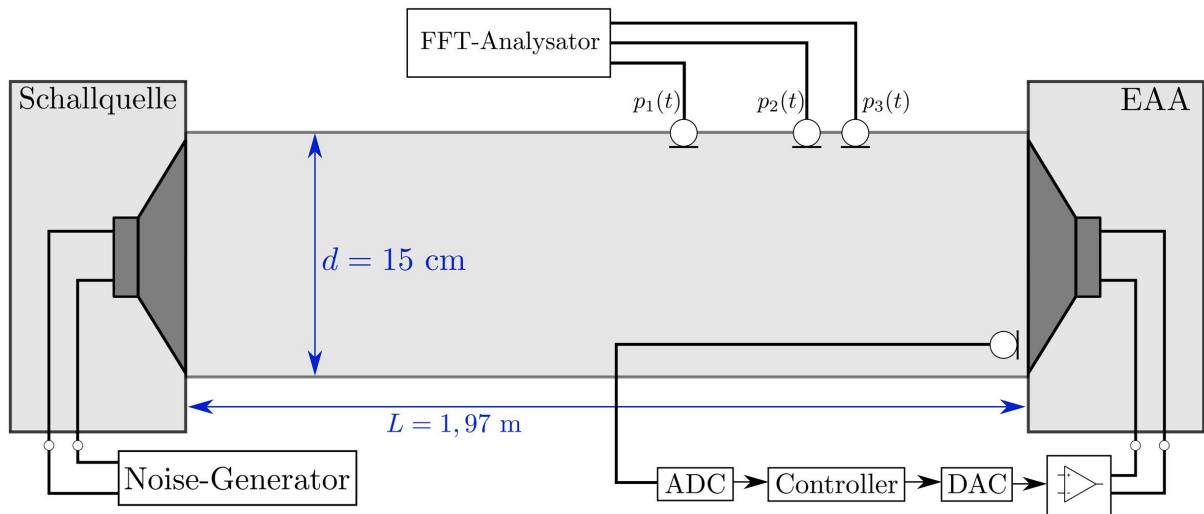 FFT-Analysator
Schallquelle
p₁(t)
p₂(t)
p₃(t)
EAA
d = 15 cm
L = 1,97 m
Noise-Generator
ADC
Controller
DAC
+
-